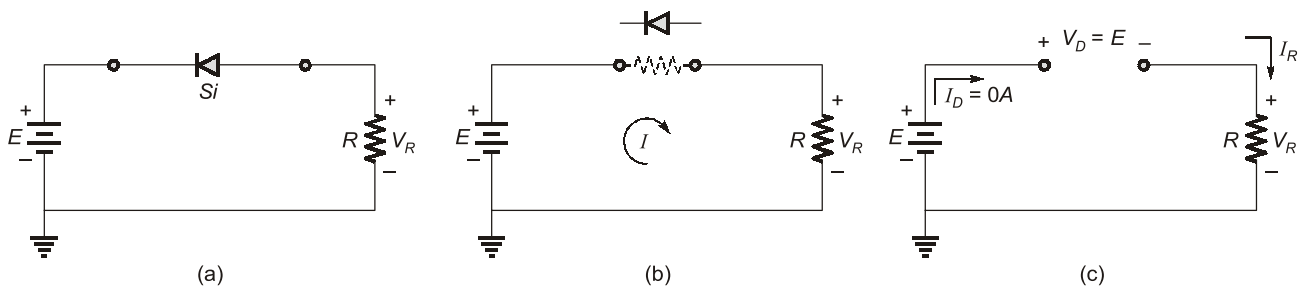 +
E
−
Si
+
R V_R
−
(a)
+
E
−
I
+
R V_R
−
(b)
+ V_D = E −
I_R
I_D = 0A
+
E
−
+
R V_R
−
(c)